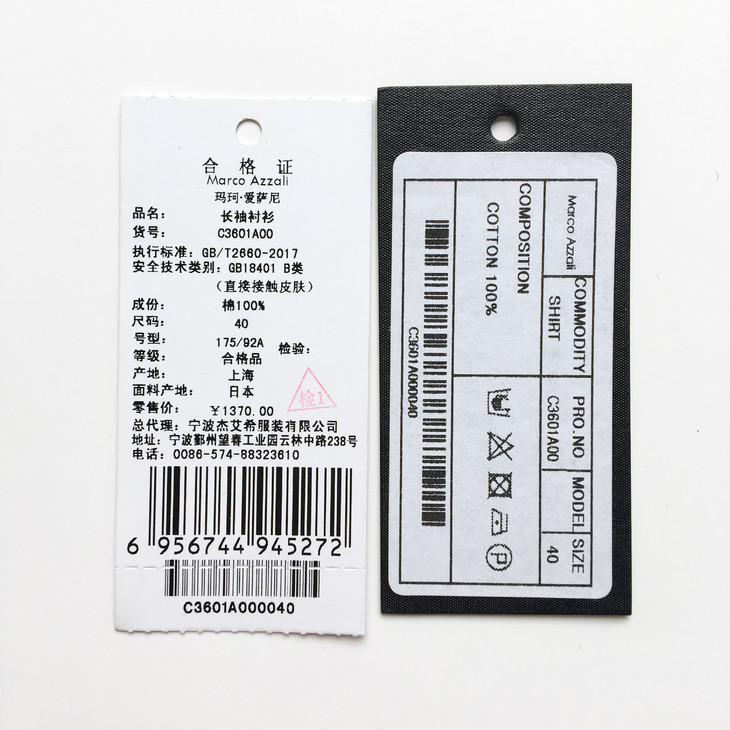 合格证
Marco Azzali
玛珂·爱萨尼
品名： 长袖衬衫
货号： C3601A00
执行标准：GB/T2660-2017
安全技术类别：GB18401 B类
（直接接触皮肤）
成份： 棉100%
尺码： 40
号型： 175/92A
检验：
等级： 合格品
产地： 上海
检1
面料产地： 日本
零售价： ￥1370.00
总代理：宁波杰艾希服装有限公司
地址：宁波鄞州望春工业园云林中路238号
电话：0086-574-88323610
6 956744 945272
C3601A000040
Marco Azzali
COMMODITY
SHIRT
PRO.NO
C3601A00
MODEL SIZE
40
COMPOSITION
COTTON 100%
P
C3601A000040